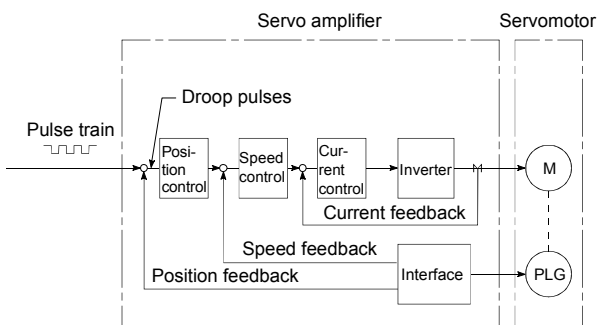 Servo amplifier
Servomotor
Droop pulses
Pulse train
Posi-
tion
control
Speed
control
Cur-
rent
control
Inverter
M
Current feedback
Speed feedback
Position feedback
Interface
PLG